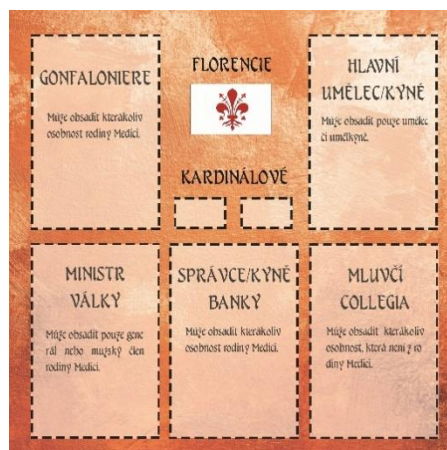 GONFALONIERE
Může obsadit kterákoliv
osobnost rodiny Medici.
FLORENCIE
KARDINÁLOVÉ
HLAVNÍ
UMĚLEC/KYNĚ
Může obsadit pouze umělec
či umělkyně.
MINISTR
VÁLKY
Může obsadit pouze gene
rál nebo mužský člen
rodiny Medici.
SPRÁVCE/KYNĚ
BANKY
Může obsadit kterákoliv
osobnost rodiny Medici.
MLUVČÍ
COLLEGIA
Může obsadit kterákoliv
osobnost, která není z ro
diny Medici.